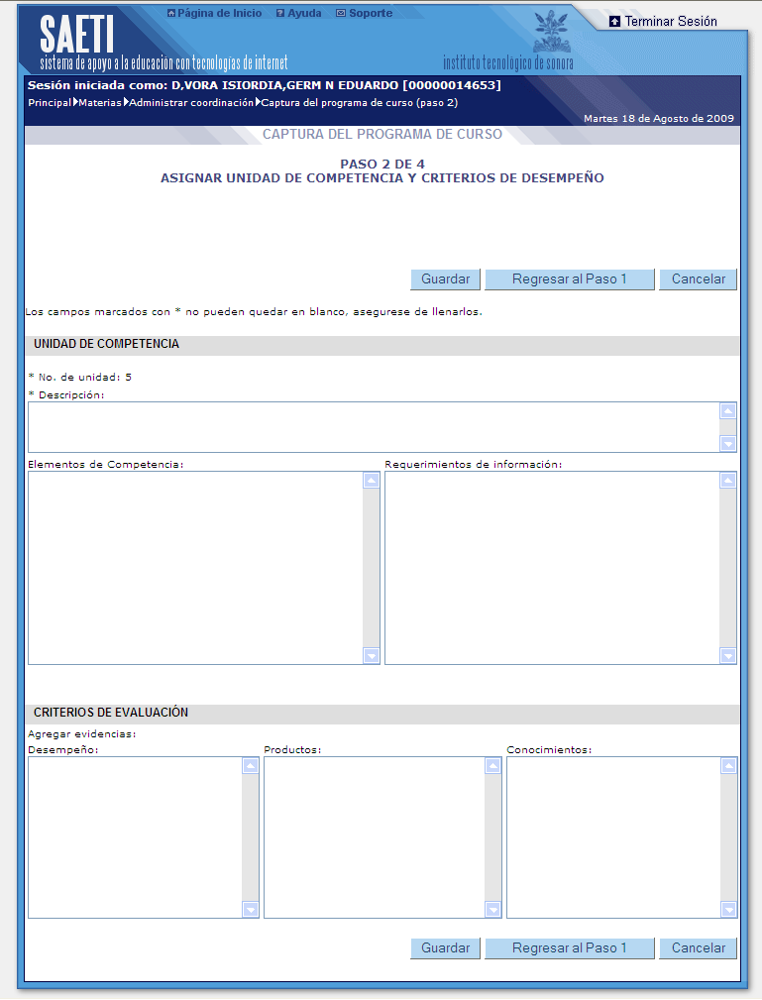 Página de Inicio Ayuda Soporte
Terminar Sesión
SAETI
sistema de apoyo a la educación con tecnologías de internet
instituto tecnológico de sonora
Sesión iniciada como: D,VORA ISIORDIA,GERM N EDUARDO [00000014653]
Principal Materias Administrar coordinación Captura del programa de curso (paso 2)
Martes 18 de Agosto de 2009
CAPTURA DEL PROGRAMA DE CURSO
PASO 2 DE 4
ASIGNAR UNIDAD DE COMPETENCIA Y CRITERIOS DE DESEMPEÑO
Guardar Regresar al Paso 1 Cancelar
Los campos marcados con * no pueden quedar en blanco, asegurese de llenarlos.
UNIDAD DE COMPETENCIA
* No. de unidad: 5
* Descripción:
Elementos de Competencia: Requerimientos de información:
CRITERIOS DE EVALUACIÓN
Agregar evidencias:
Desempeño: Productos: Conocimientos:
Guardar Regresar al Paso 1 Cancelar